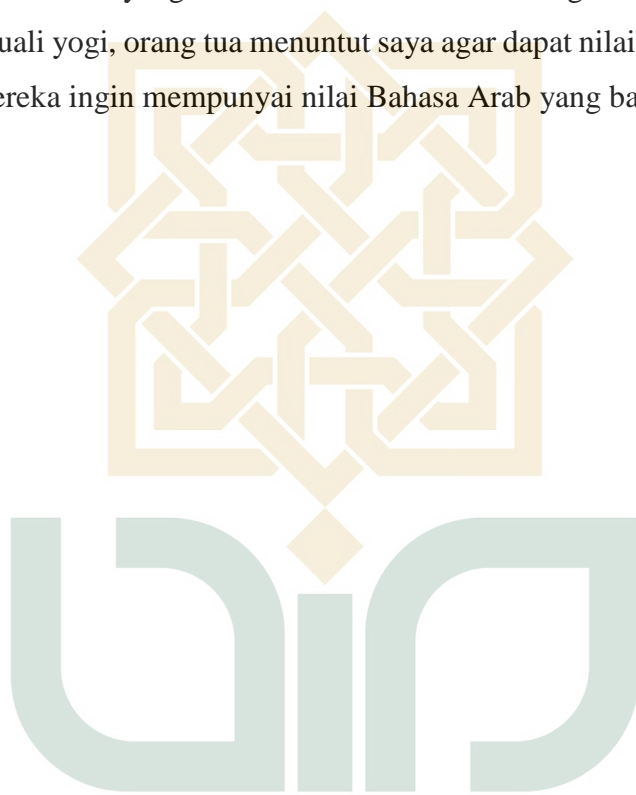 uali yogi, orang tua menuntut saya agar dapat nilai
ereka ingin mempunyai nilai Bahasa Arab yang ba